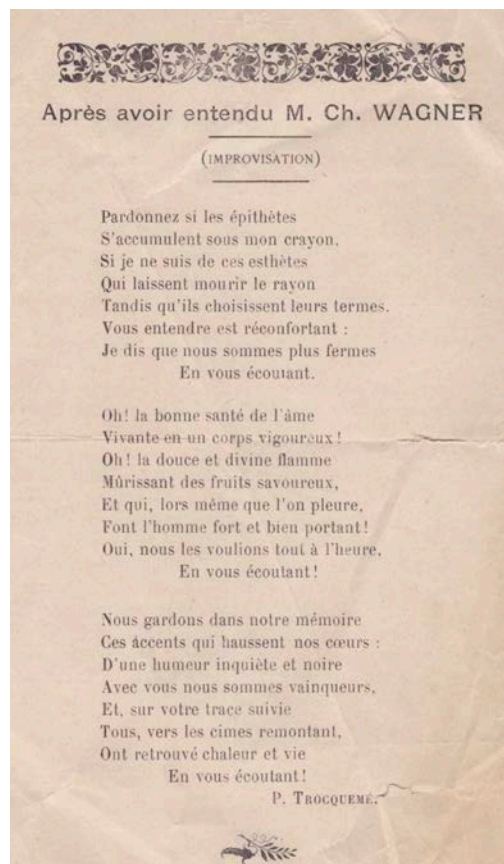 Après avoir entendu M. Ch. WAGNER
(IMPROVISATION)
Pardonnez si les épithètes
S'accumulent sous mon crayon,
Si je ne suis de ces esthètes
Qui laissent mourir le rayon
Tandis qu'ils choisissent leurs termes.
Vous entendre est réconfortant :
Je dis que nous sommes plus fermes
En vous écoutant.
Oh! la bonne santé de l'âme
Vivante en un corps vigoureux!
Oh! la douce et divine flamme
Mûrissant des fruits savoureux,
Et qui, lors même que l'on pleure,
Font l'homme fort et bien portant!
Oui, nous les voulions tout à l'heure,
En vous écoutant!
Nous gardons dans notre mémoire
Ces accents qui haussent nos cœurs :
D'une humeur inquiète et noire
Avec vous nous sommes vainqueurs,
Et, sur votre trace suivie
Tous, vers les cimes remontant,
Ont retrouvé chaleur et vie
En vous écoutant!
P. TROCQUEMÉ.